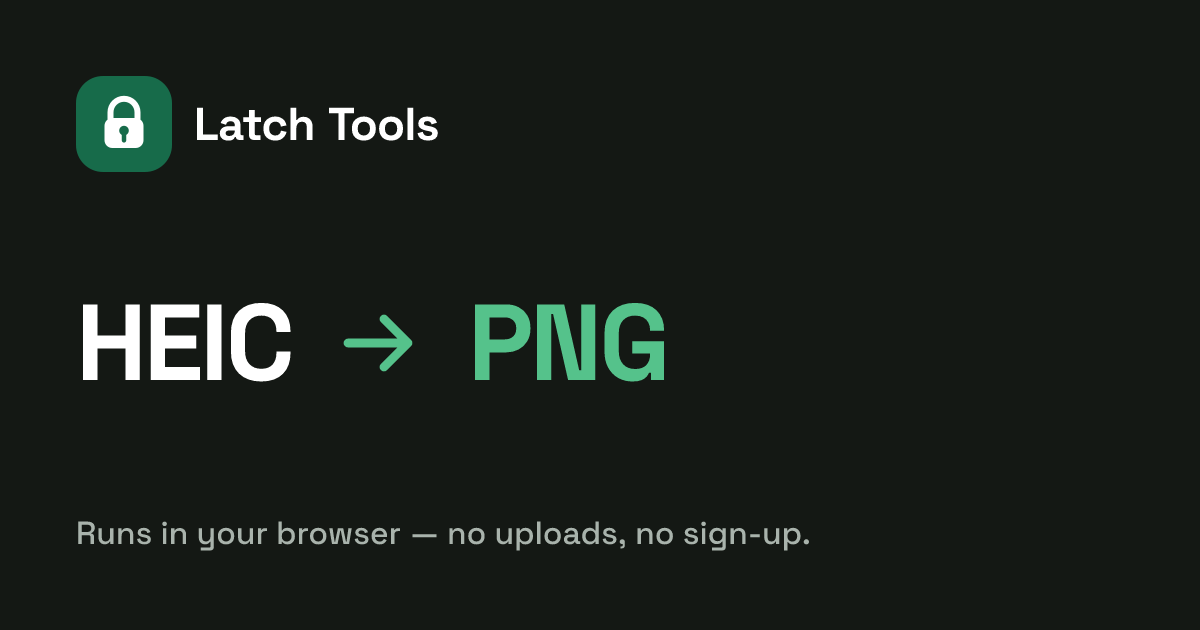 Latch Tools
HEIC → PNG
Runs in your browser — no uploads, no sign-up.